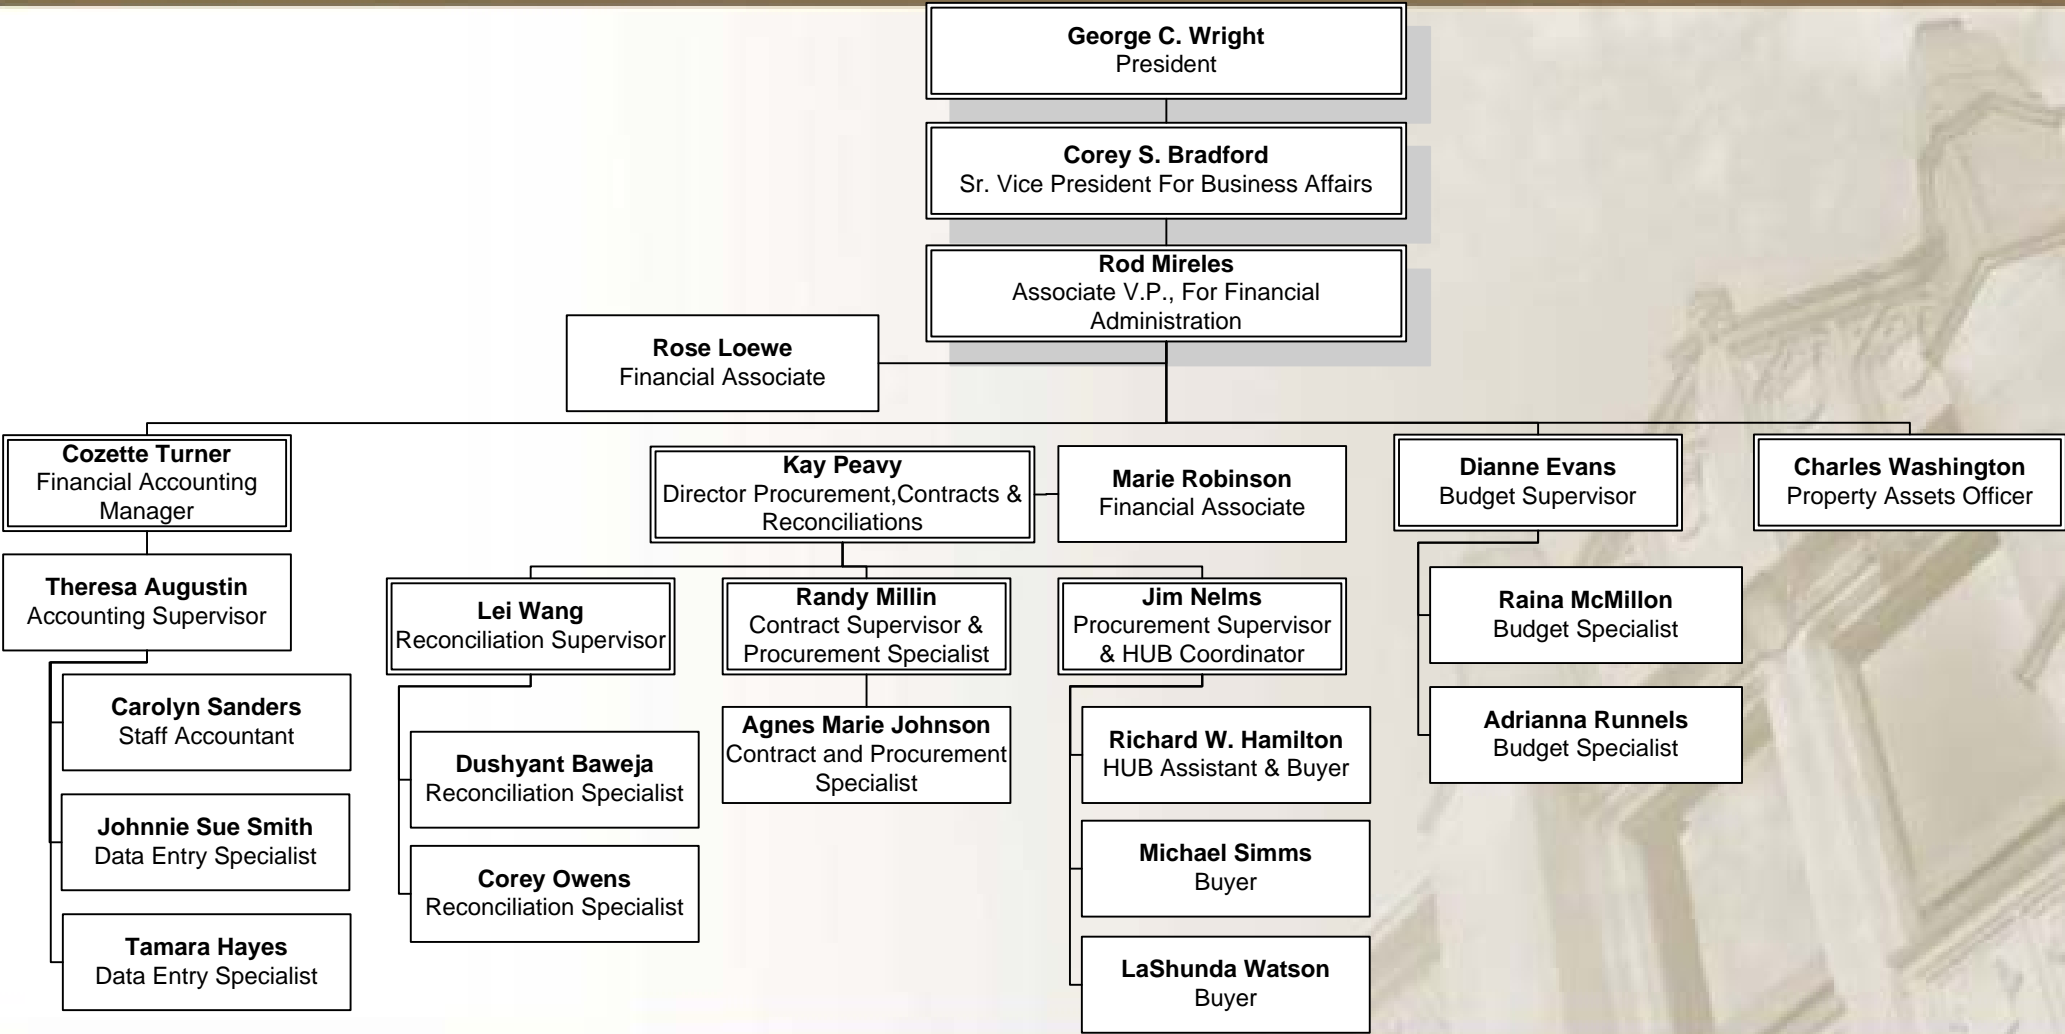 George C. Wright
President
Corey S. Bradford
Sr. Vice President For Business Affairs
Rod Mireles
Associate V.P., For Financial
Administration
Rose Loewe
Financial Associate
Cozette Turner
Financial Accounting
Manager
Kay Peavy
Director Procurement,Contracts &
Reconciliations
Marie Robinson
Financial Associate
Dianne Evans
Budget Supervisor
Charles Washington
Property Assets Officer
Theresa Augustin
Accounting Supervisor
Lei Wang
Reconciliation Supervisor
Randy Millin
Contract Supervisor &
Procurement Specialist
Jim Nelms
Procurement Supervisor
& HUB Coordinator
Raina McMillon
Budget Specialist
Carolyn Sanders
Staff Accountant
Dushyant Baweja
Reconciliation Specialist
Agnes Marie Johnson
Contract and Procurement
Specialist
Richard W. Hamilton
HUB Assistant & Buyer
Adrianna Runnels
Budget Specialist
Johnnie Sue Smith
Data Entry Specialist
Corey Owens
Reconciliation Specialist
Michael Simms
Buyer
Tamara Hayes
Data Entry Specialist
LaShunda Watson
Buyer